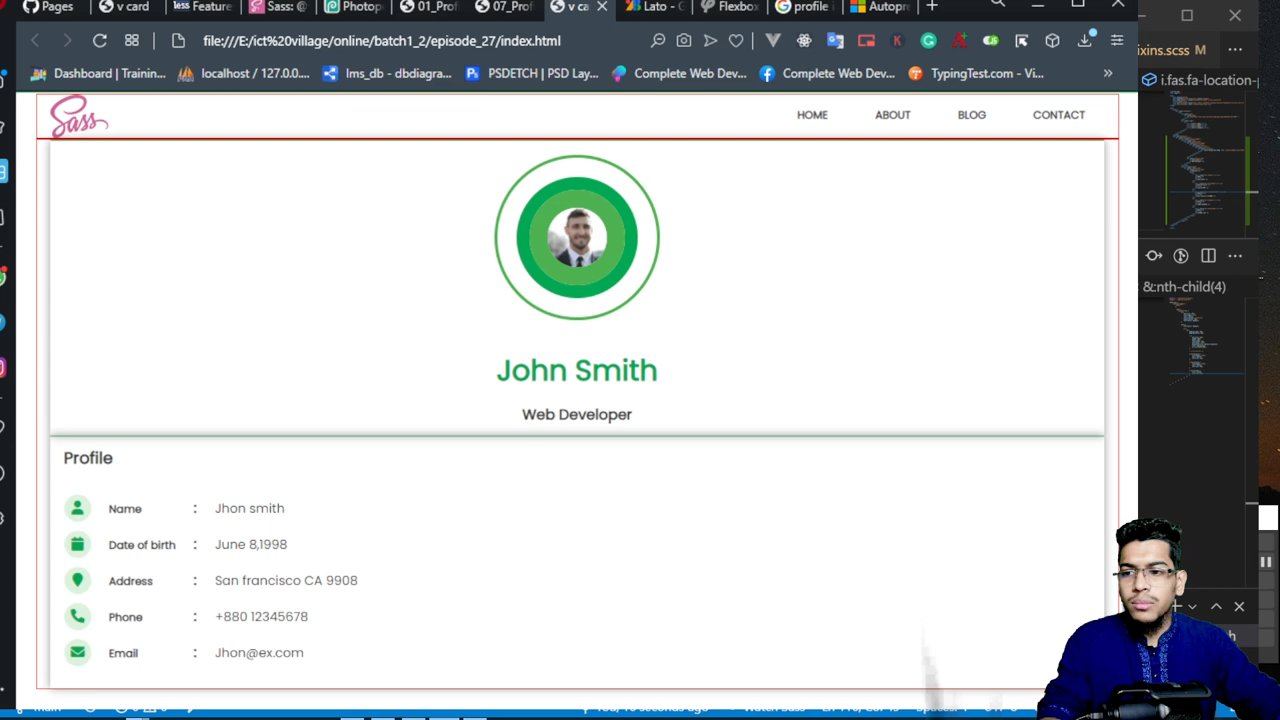 Pages
v card
Feature
Sass: @
Photop
01_Profi
07_Prof
v ca
Lato - G
Flexbox
profile i
Autopre
file:///E:/ict%20village/online/batch1_2/episode_27/index.html
Dashboard | Trainin...
localhost / 127.0.0....
lms_db - dbdiagra...
PSDETCH | PSD Lay...
Complete Web Dev...
Complete Web Dev...
TypingTest.com – Vi...
ixins.scss M
i.fas.fa-location-p
&:nth-child(4)
Sass
HOME
ABOUT
BLOG
CONTACT
John Smith
Web Developer
Profile
Name : Jhon smith
Date of birth : June 8,1998
Address : San francisco CA 9908
Phone : +880 12345678
Email : Jhon@ex.com